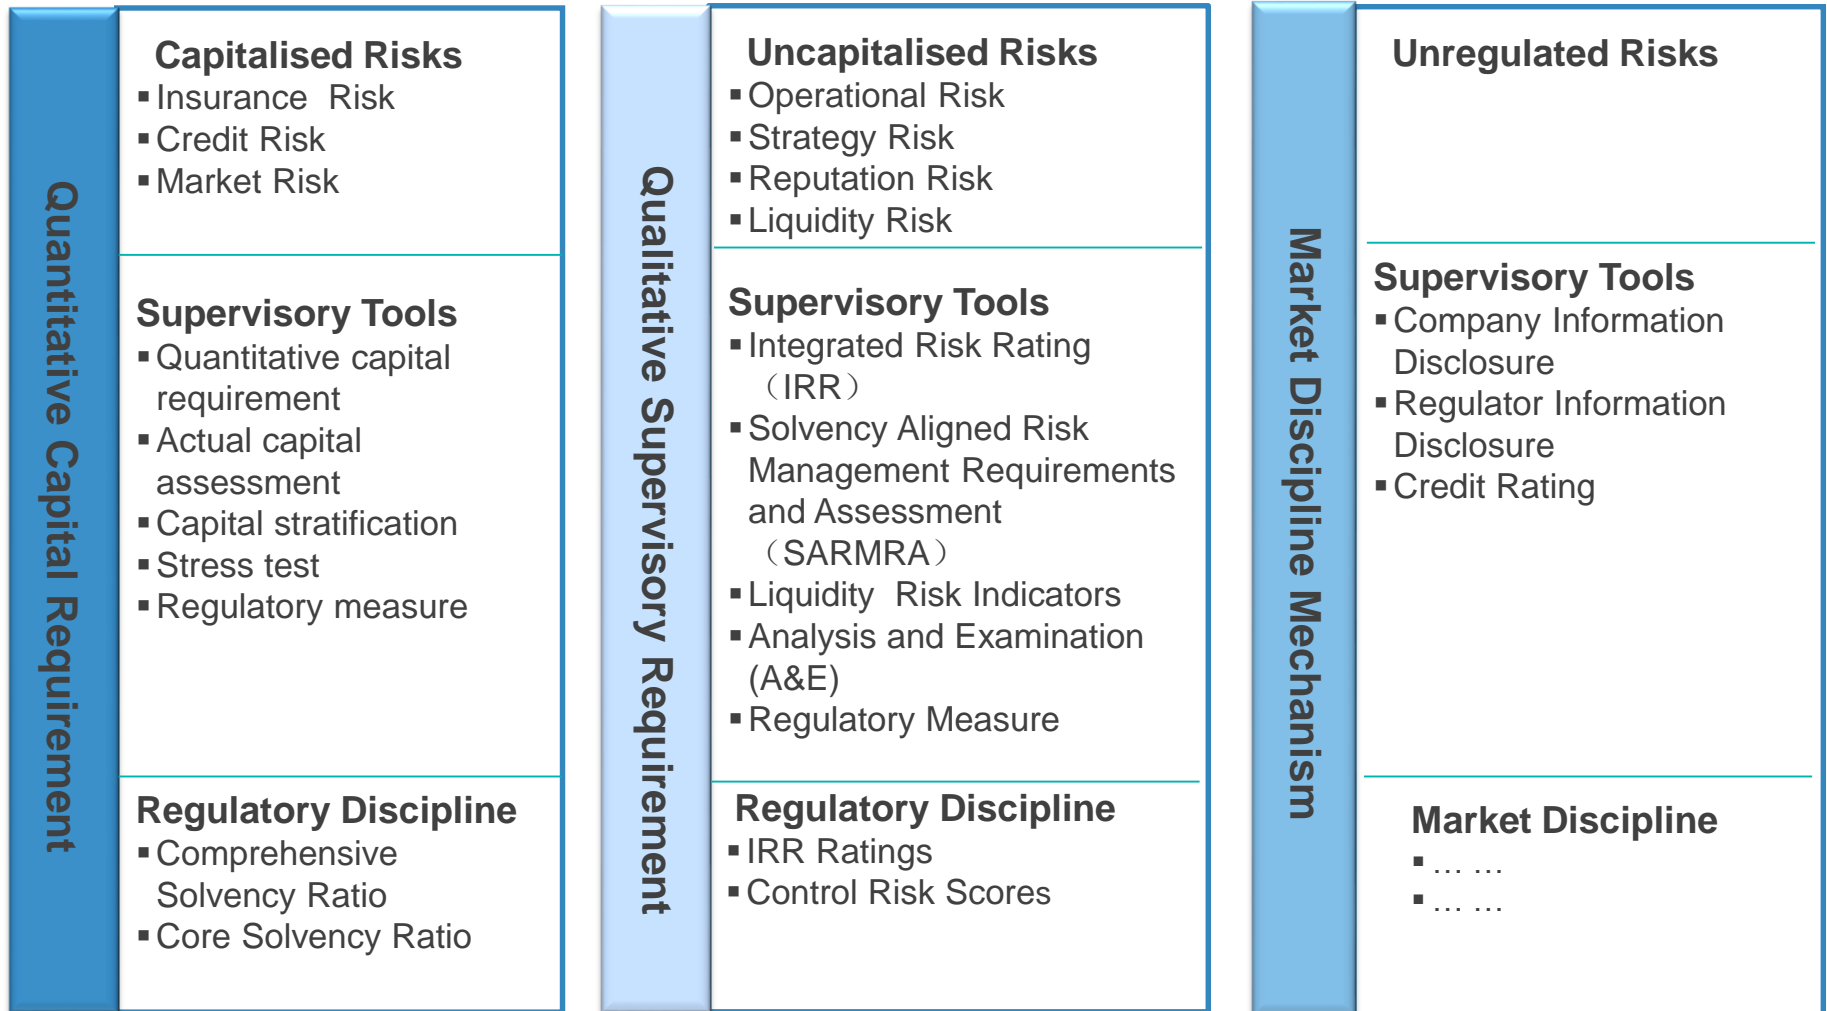 Quantitative Capital Requirement
Capitalised Risks
▪Insurance  Risk
▪Credit Risk
▪Market Risk
Supervisory Tools
▪Quantitative capital
requirement
▪Actual capital
assessment
▪Capital stratification
▪Stress test
▪Regulatory measure
Regulatory Discipline
▪Comprehensive
Solvency Ratio
▪Core Solvency Ratio
Qualitative Supervisory Requirement
Uncapitalised Risks
▪Operational Risk
▪Strategy Risk
▪Reputation Risk
▪Liquidity Risk
Supervisory Tools
▪Integrated Risk Rating
（IRR）
▪Solvency Aligned Risk
Management Requirements
and Assessment
（SARMRA）
▪Liquidity  Risk Indicators
▪Analysis and Examination
(A&E)
▪Regulatory Measure
Regulatory Discipline
▪IRR Ratings
▪Control Risk Scores
Market Discipline Mechanism
Unregulated Risks
Supervisory Tools
▪Company Information
Disclosure
▪Regulator Information
Disclosure
▪Credit Rating
Market Discipline
▪… …
▪… …